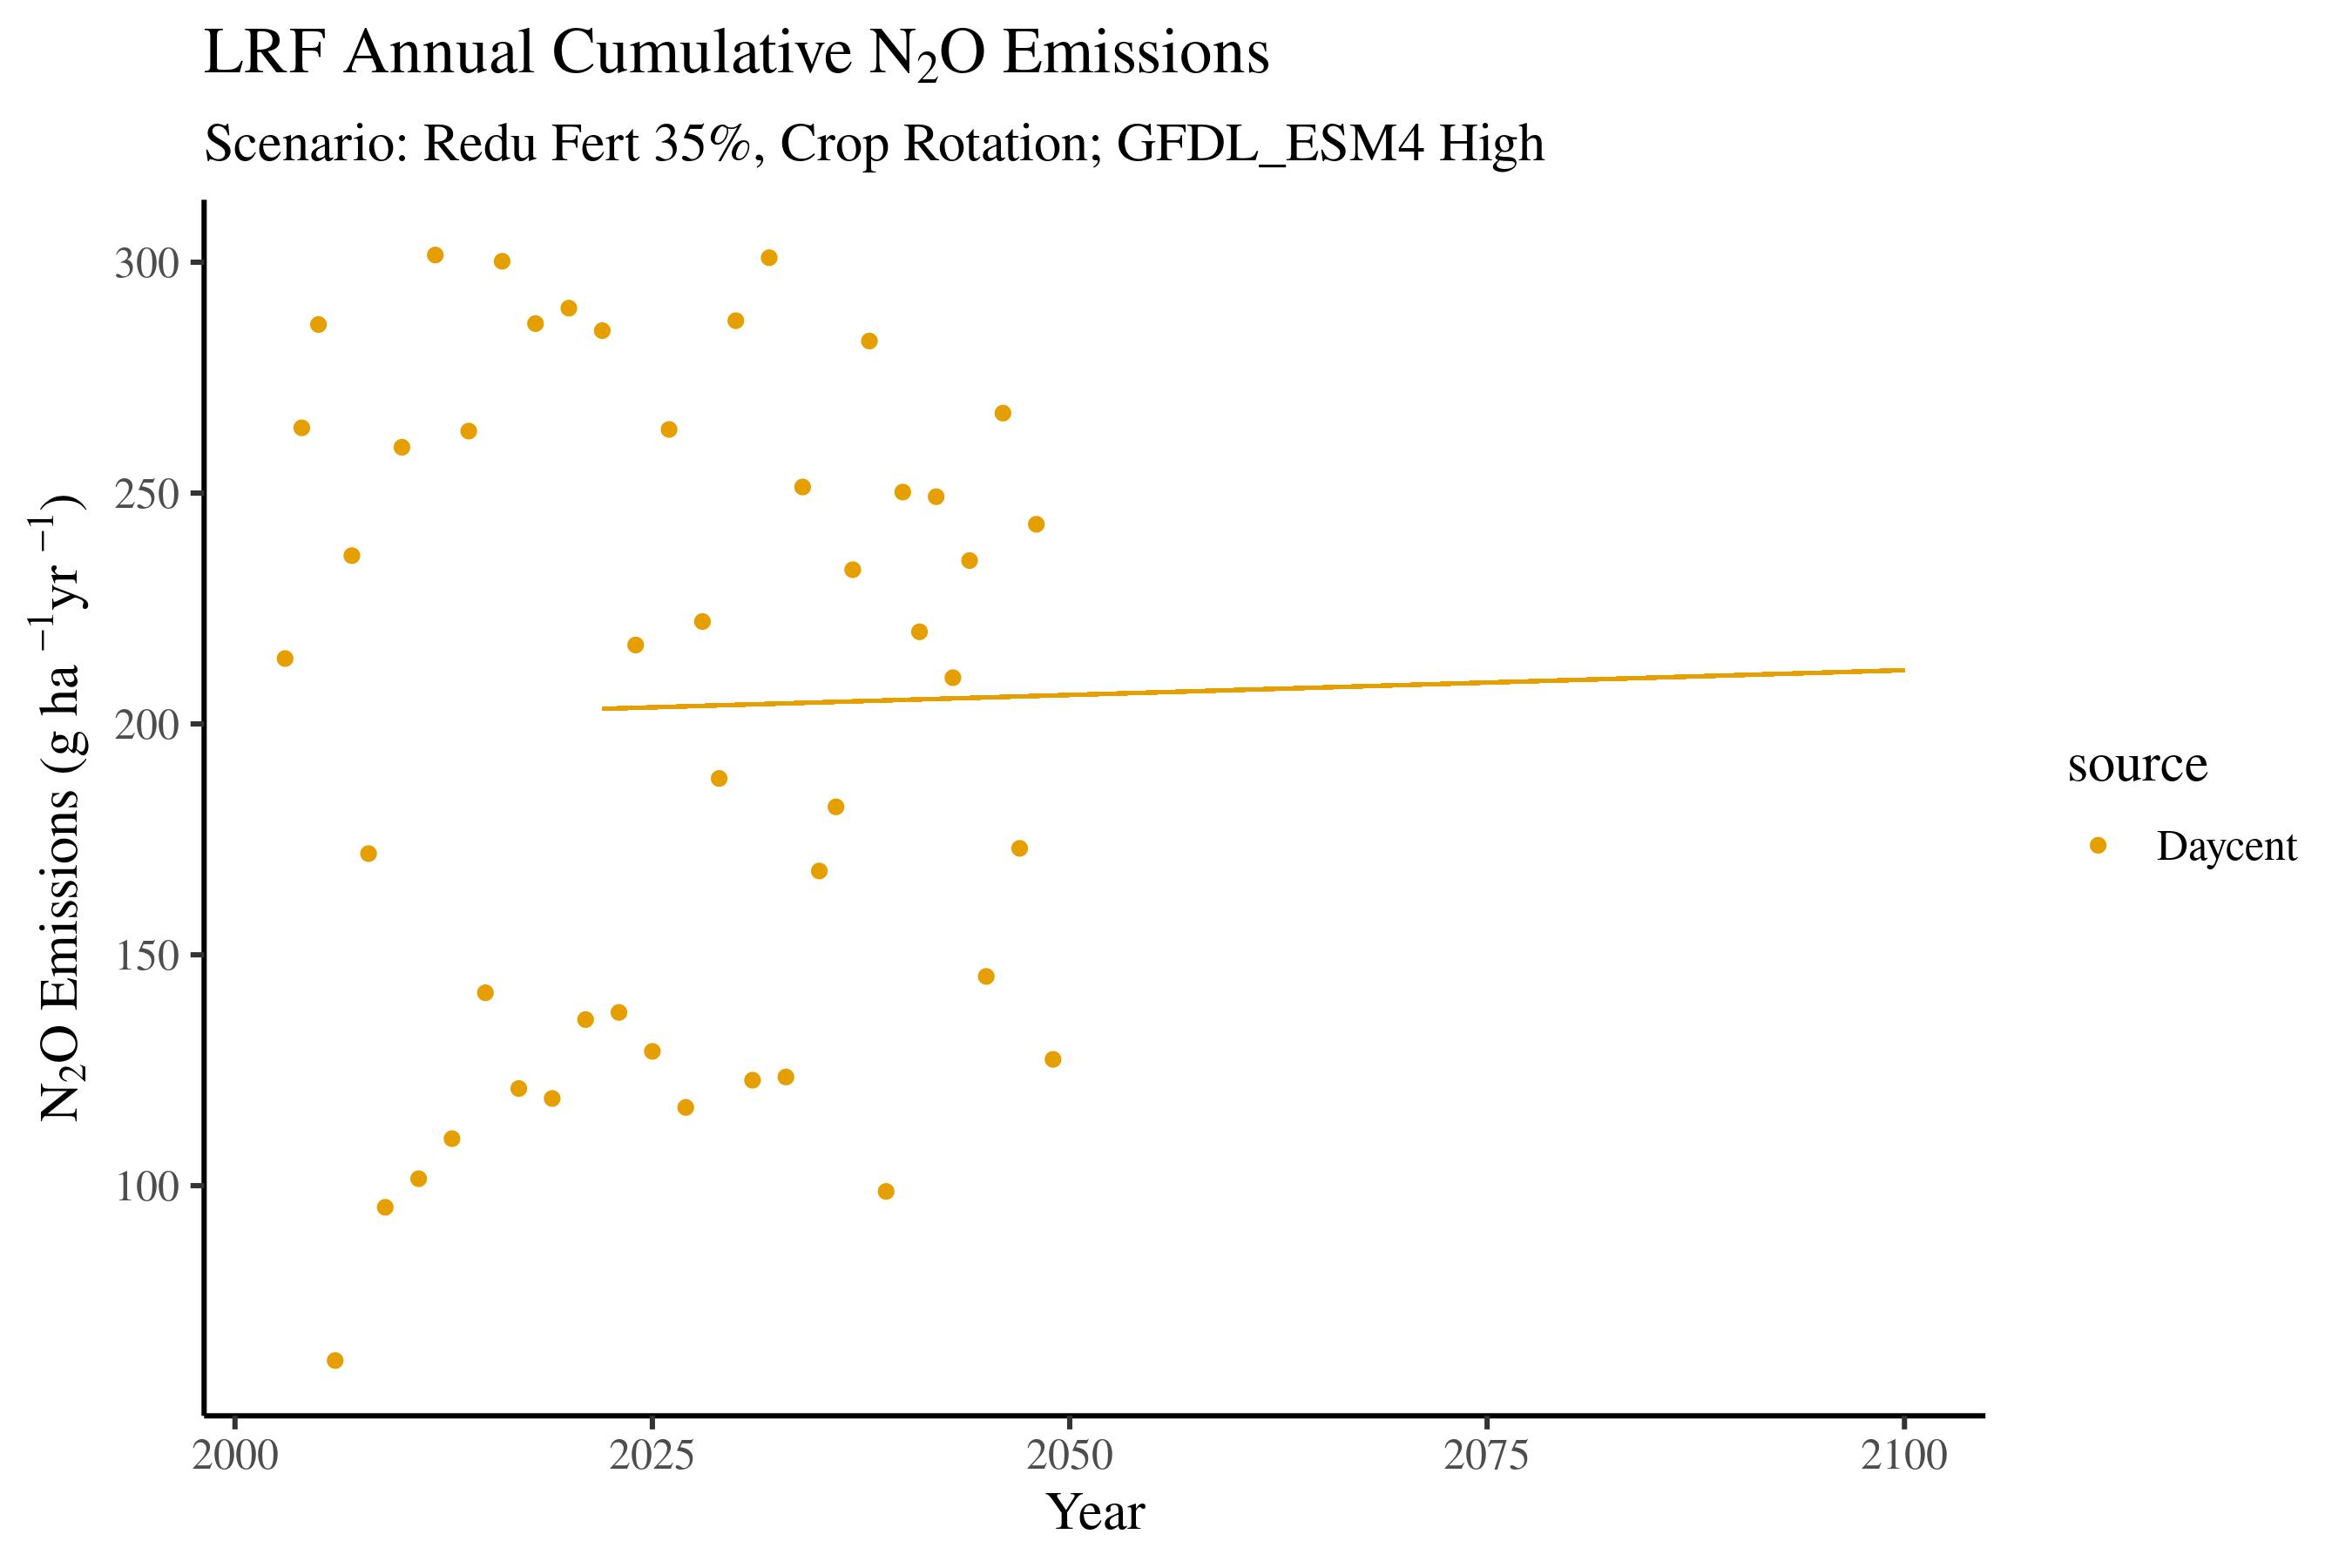 LRF Annual Cumulative N₂O Emissions
Scenario: Redu Fert 35%, Crop Rotation; GFDL_ESM4 High
N₂O Emissions (g ha⁻¹yr⁻¹)
300
250
200
150
100
2000 2025 2050 2075 2100
Year
source
Daycent